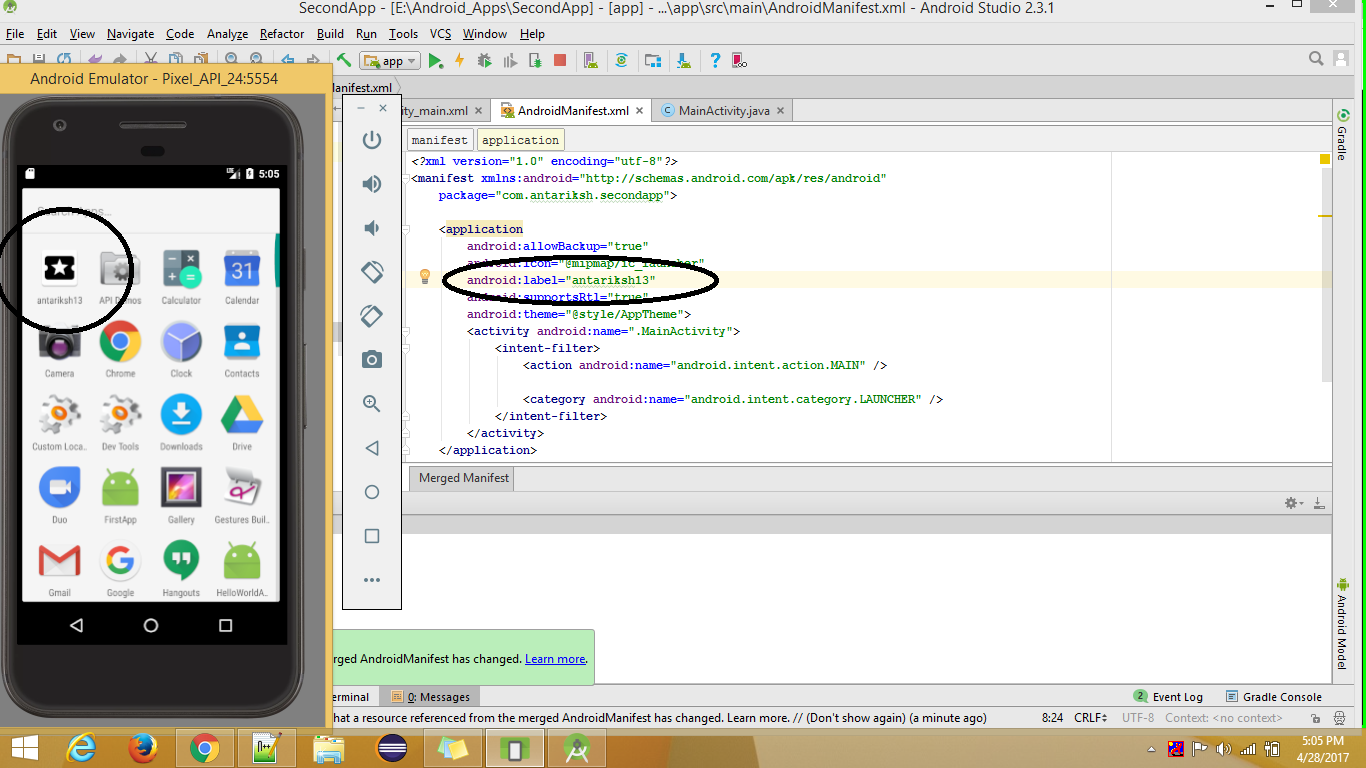 SecondApp - [E:\Android_Apps\SecondApp] - [app] - ...\app\src\main\AndroidManifest.xml - Android Studio 2.3.1
File Edit View Navigate Code Analyze Refactor Build Run Tools VCS Window Help
app
Android Emulator - Pixel_API_24:5554
anifest.xml
ity_main.xml AndroidManifest.xml MainActivity.java
manifest application
<?xml version="1.0" encoding="utf-8"?>
<manifest xmlns:android="http://schemas.android.com/apk/res/android"
package="com.antariksh.secondapp">
<application
android:allowBackup="true"
android:icon="@mipmap/ic_launcher"
android:label="antariksh13"
android:supportsRtl="true"
android:theme="@style/AppTheme">
<activity android:name=".MainActivity">
<intent-filter>
<action android:name="android.intent.action.MAIN" />
<category android:name="android.intent.category.LAUNCHER" />
</intent-filter>
</activity>
</application>
Merged Manifest
LTE 5:05
Search Apps...
antariksh13 API Demos Calculator 31 Calendar
Camera Chrome Clock Contacts
Custom Loca.. Dev Tools Downloads Drive
Duo FirstApp Gallery Gestures Buil..
Gmail Google Hangouts HelloWorldA..
Gradle
Android Model
rged AndroidManifest has changed. Learn more.
erminal 0: Messages 2 Event Log Gradle Console
hat a resource referenced from the merged AndroidManifest has changed. Learn more. // (Don't show again) (a minute ago) 8:24 CRLF UTF-8 Context: <no context>
5:05 PM
4/28/2017